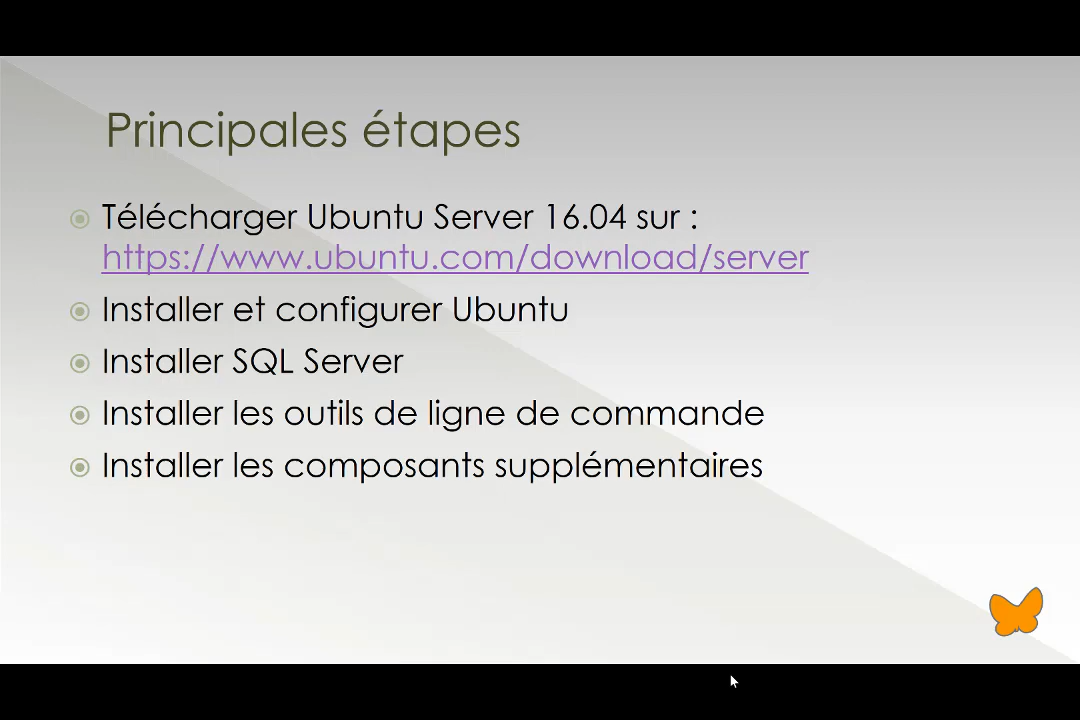 Principales étapes
Télécharger Ubuntu Server 16.04 sur :
https://www.ubuntu.com/download/server
Installer et configurer Ubuntu
Installer SQL Server
Installer les outils de ligne de commande
Installer les composants supplémentaires